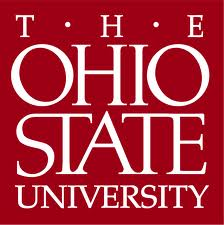 T · H · E
OHIO
STATE
UNIVERSITY